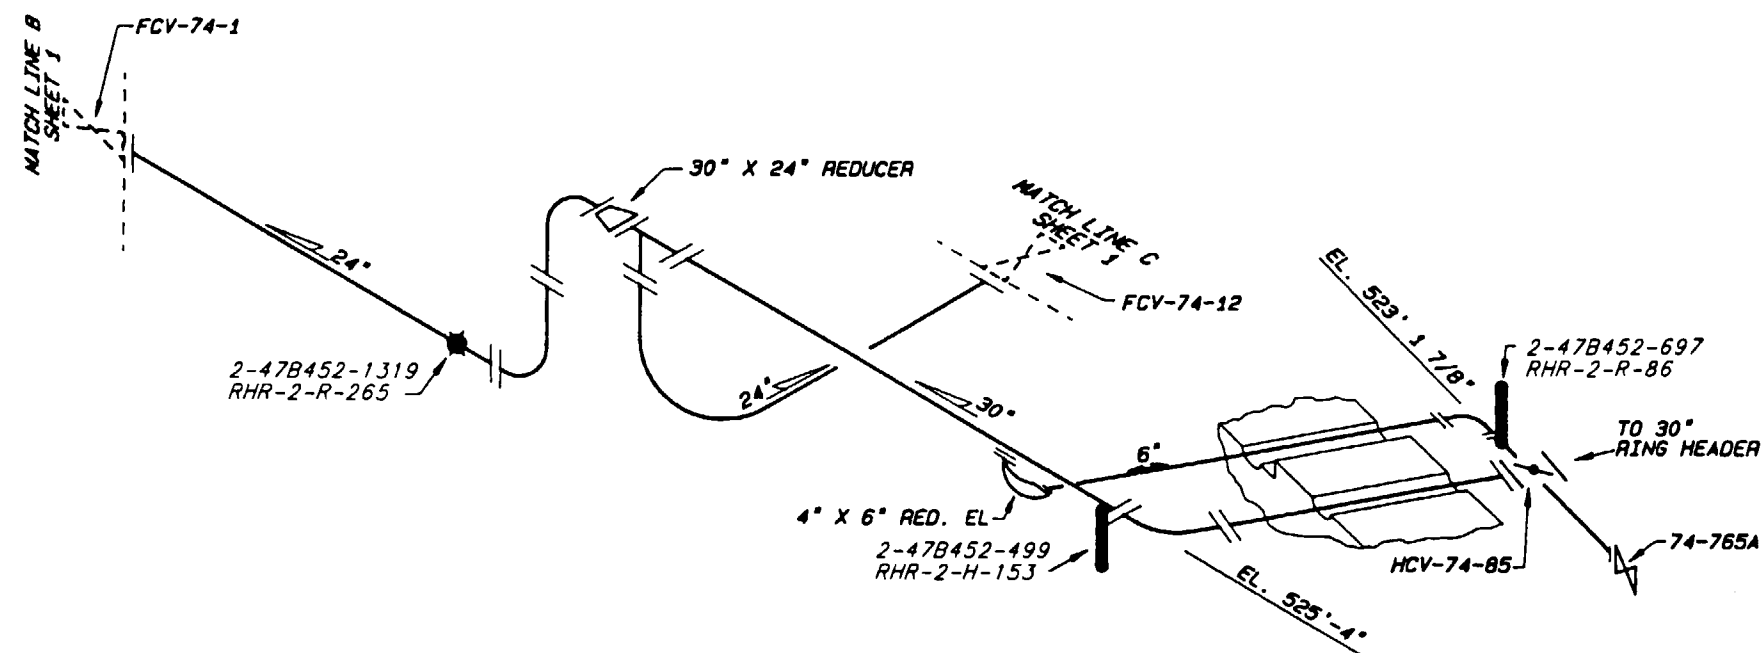 MATCH LINE B
SHEET 1
FCV-74-1
30" X 24" REDUCER
MATCH LINE C
SHEET 1
24"
FCV-74-12
EL. 523' 1 7/8"
2-47B452-697
RHR-2-R-86
2-47B452-1319
RHR-2-R-265
24"
30"
TO 30"
RING HEADER
6"
4" X 6" RED. EL
2-47B452-499
RHR-2-H-153
HCV-74-85
74-765A
EL. 525'-4"